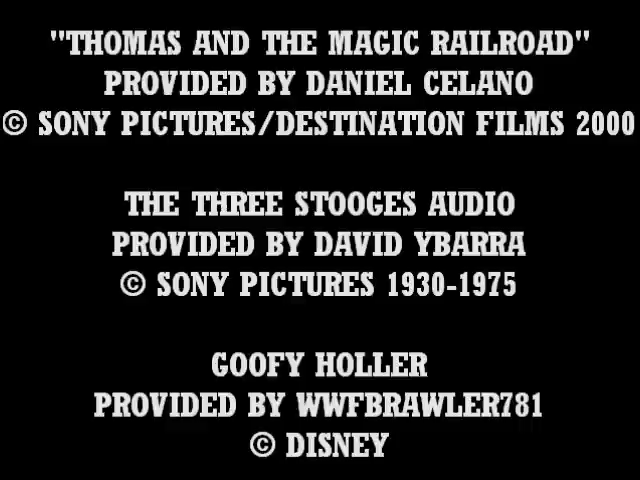 "THOMAS AND THE MAGIC RAILROAD"
PROVIDED BY DANIEL CELANO
© SONY PICTURES/DESTINATION FILMS 2000
THE THREE STOOGES AUDIO
PROVIDED BY DAVID YBARRA
© SONY PICTURES 1930-1975
GOOFY HOLLER
PROVIDED BY WWFBRAWLER781
© DISNEY